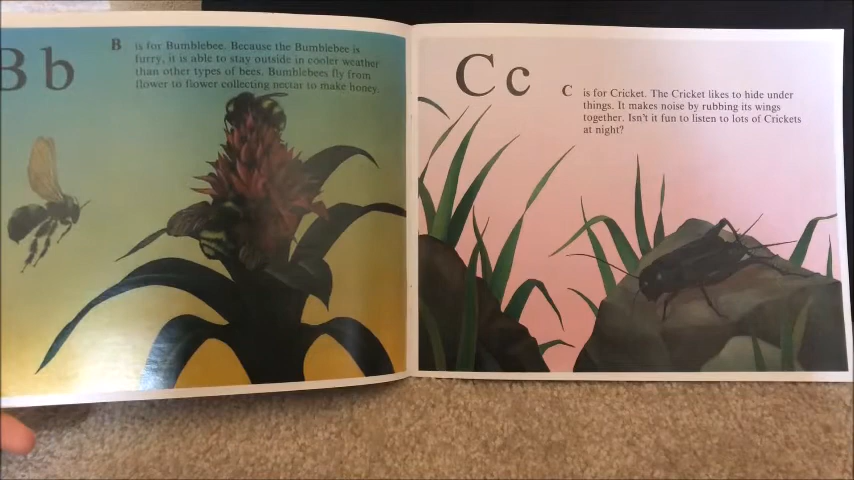 Bb
B is for Bumblebee. Because the Bumblebee is
furry, it is able to stay outside in cooler weather
than other types of bees. Bumblebees fly from
flower to flower collecting nectar to make honey.
Cc
C is for Cricket. The Cricket likes to hide under
things. It makes noise by rubbing its wings
together. Isn't it fun to listen to lots of Crickets
at night?